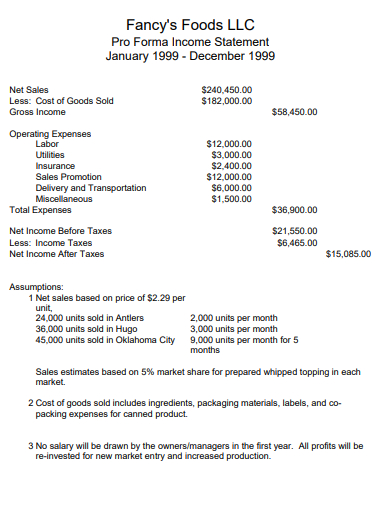 Fancy's Foods LLC
Pro Forma Income Statement
January 1999 - December 1999
Net Sales $240,450.00
Less: Cost of Goods Sold $182,000.00
Gross Income $58,450.00
Operating Expenses
Labor $12,000.00
Utilities $3,000.00
Insurance $2,400.00
Sales Promotion $12,000.00
Delivery and Transportation $6,000.00
Miscellaneous $1,500.00
Total Expenses $36,900.00
Net Income Before Taxes $21,550.00
Less: Income Taxes $6,465.00
Net Income After Taxes $15,085.00
Assumptions:
1 Net sales based on price of $2.29 per
unit,
24,000 units sold in Antlers 2,000 units per month
36,000 units sold in Hugo 3,000 units per month
45,000 units sold in Oklahoma City 9,000 units per month for 5
months
Sales estimates based on 5% market share for prepared whipped topping in each
market.
2 Cost of goods sold includes ingredients, packaging materials, labels, and co-
packing expenses for canned product.
3 No salary will be drawn by the owners/managers in the first year. All profits will be
re-invested for new market entry and increased production.